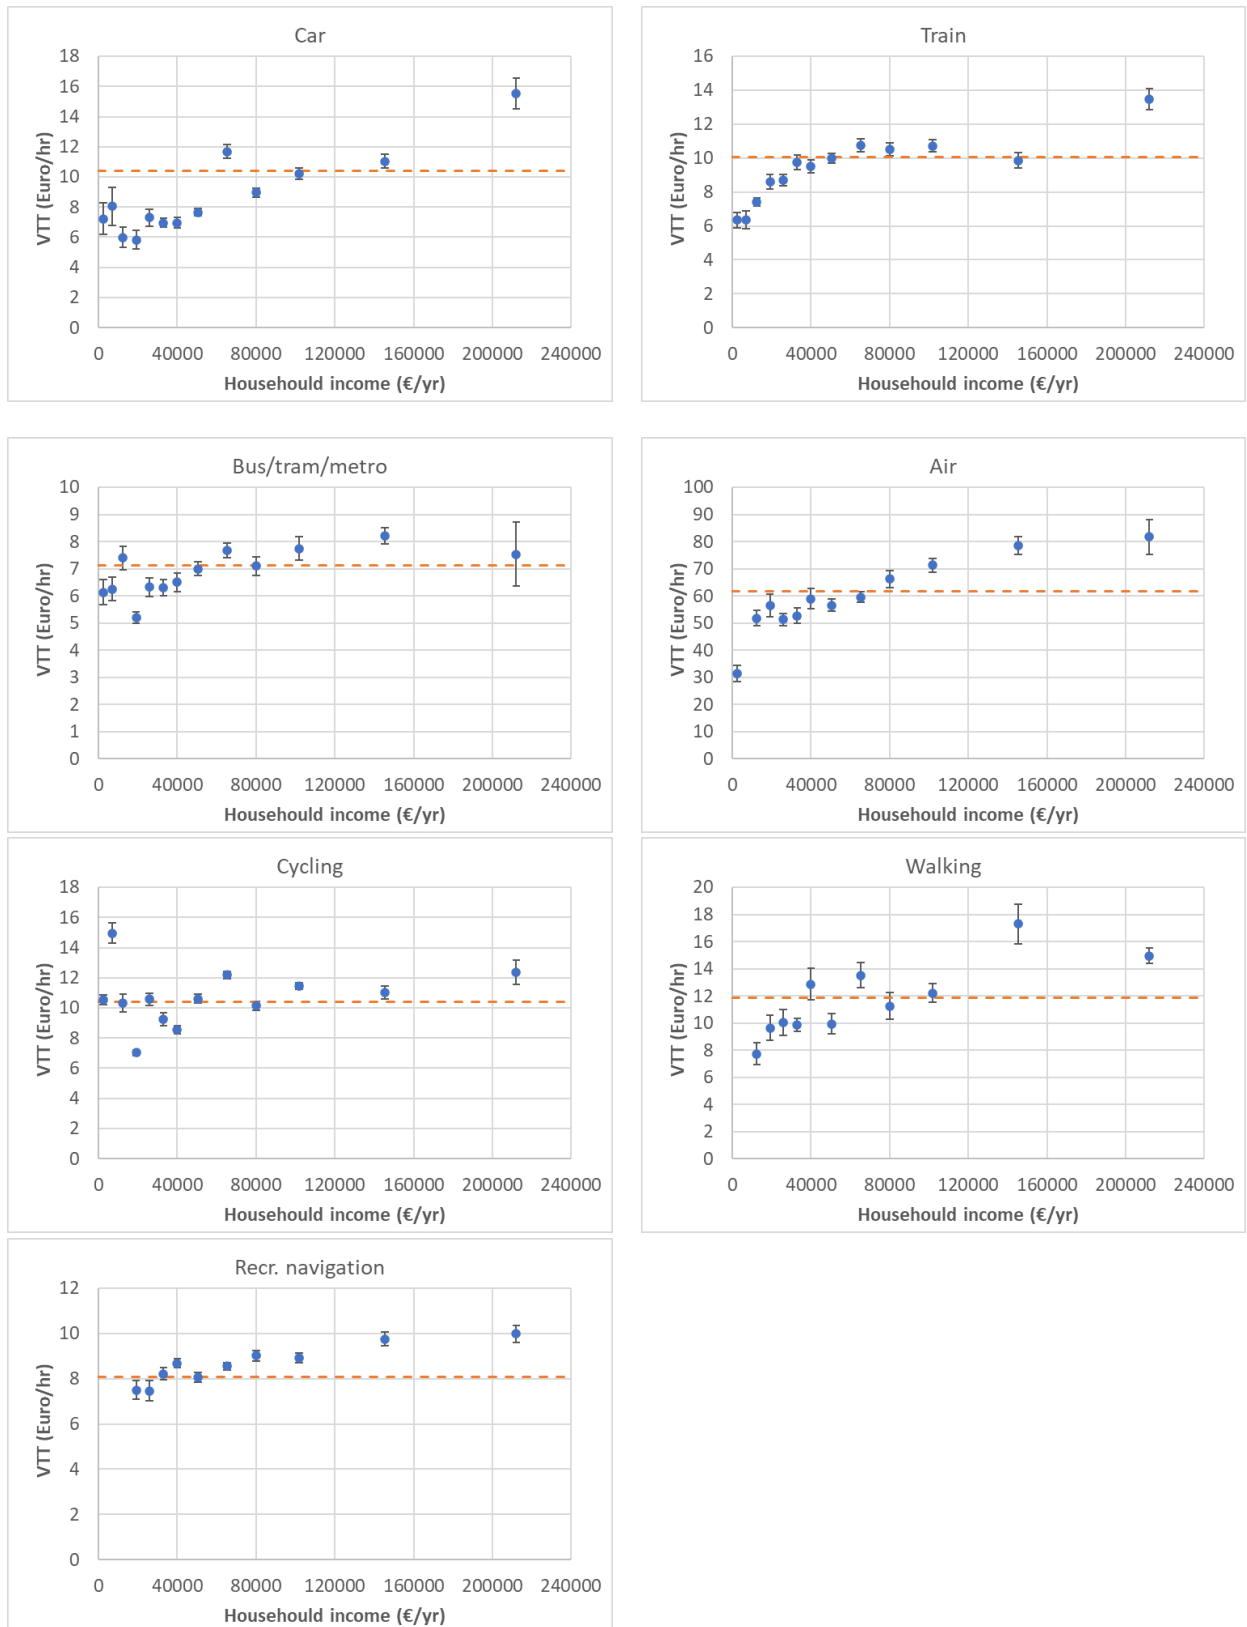 Car
18
16
14
12
10
8
6
4
2
0
VTT (Euro/hr)
0 40000 80000 120000 160000 200000 240000
Househould income (€/yr)
Train
16
14
12
10
8
6
4
2
0
VTT (Euro/hr)
0 40000 80000 120000 160000 200000 240000
Househould income (€/yr)
Bus/tram/metro
10
9
8
7
6
5
4
3
2
1
0
VTT (Euro/hr)
0 40000 80000 120000 160000 200000 240000
Househould income (€/yr)
Air
100
90
80
70
60
50
40
30
20
10
0
VTT (Euro/hr)
0 40000 80000 120000 160000 200000 240000
Househould income (€/yr)
Cycling
18
16
14
12
10
8
6
4
2
0
VTT (Euro/hr)
0 40000 80000 120000 160000 200000 240000
Househould income (€/yr)
Walking
20
18
16
14
12
10
8
6
4
2
0
VTT (Euro/hr)
0 40000 80000 120000 160000 200000 240000
Househould income (€/yr)
Recr. navigation
12
10
8
6
4
2
0
VTT (Euro/hr)
0 40000 80000 120000 160000 200000 240000
Househould income (€/yr)